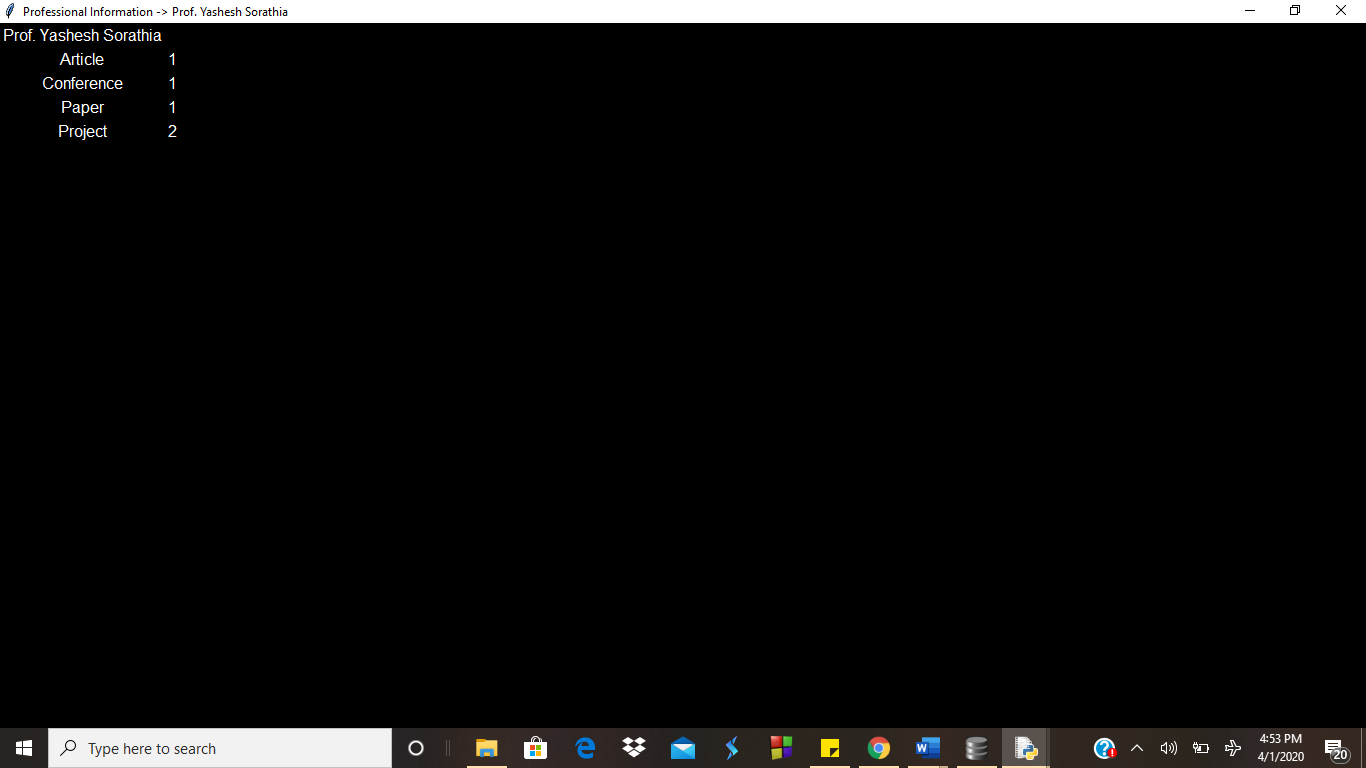 Professional Information -> Prof. Yashesh Sorathia
Prof. Yashesh Sorathia
Article 1
Conference 1
Paper 1
Project 2
Type here to search
4:53 PM
4/1/2020
20